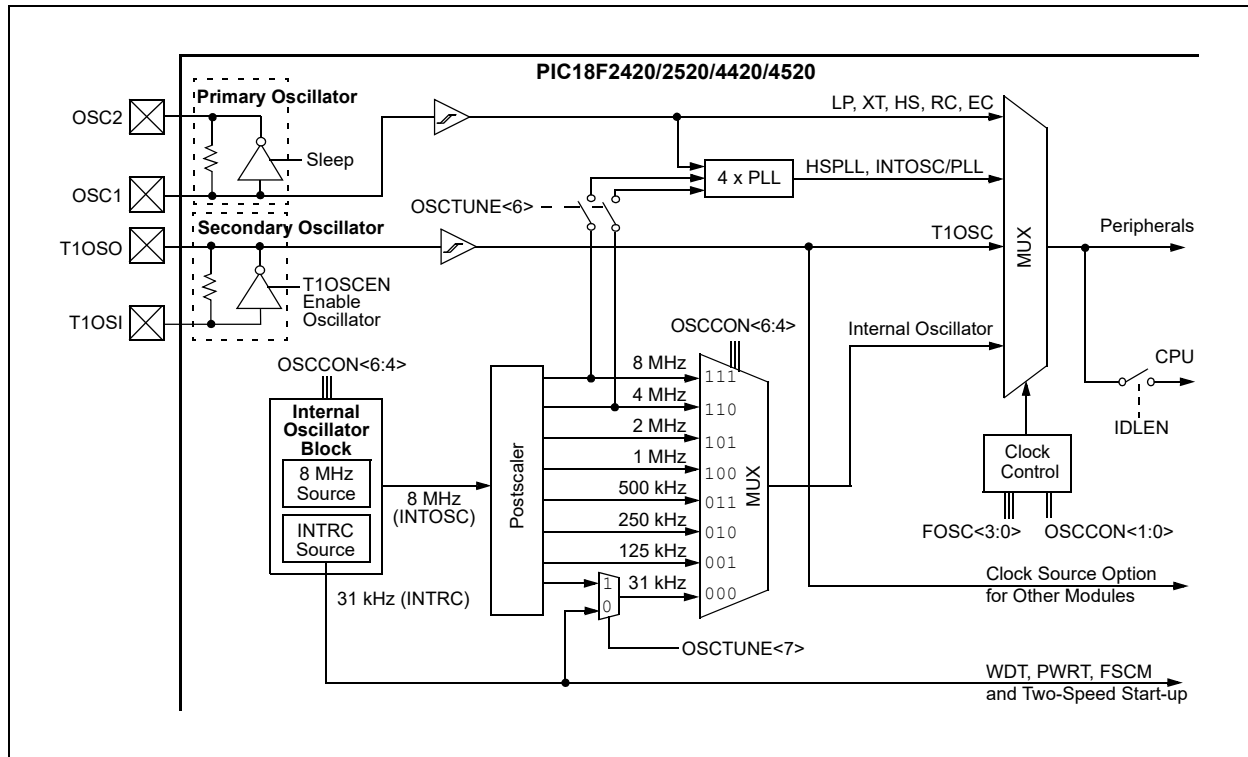 PIC18F2420/2520/4420/4520
Primary Oscillator
OSC2
Sleep
OSC1
LP, XT, HS, RC, EC
4 x PLL
HSPLL, INTOSC/PLL
OSCTUNE<6>
Secondary Oscillator
T1OSO
T1OSCEN
Enable
Oscillator
T1OSI
T1OSC
MUX
Peripherals
Internal Oscillator
CPU
IDLEN
Clock
Control
FOSC<3:0>
OSCCON<1:0>
OSCCON<6:4>
Internal
Oscillator
Block
8 MHz
Source
INTRC
Source
8 MHz
(INTOSC)
31 kHz (INTRC)
Postscaler
OSCCON<6:4>
8 MHz
111
4 MHz
110
2 MHz
101
1 MHz
100
500 kHz
011
250 kHz
010
125 kHz
001
1
0
31 kHz
000
MUX
OSCTUNE<7>
Clock Source Option
for Other Modules
WDT, PWRT, FSCM
and Two-Speed Start-up